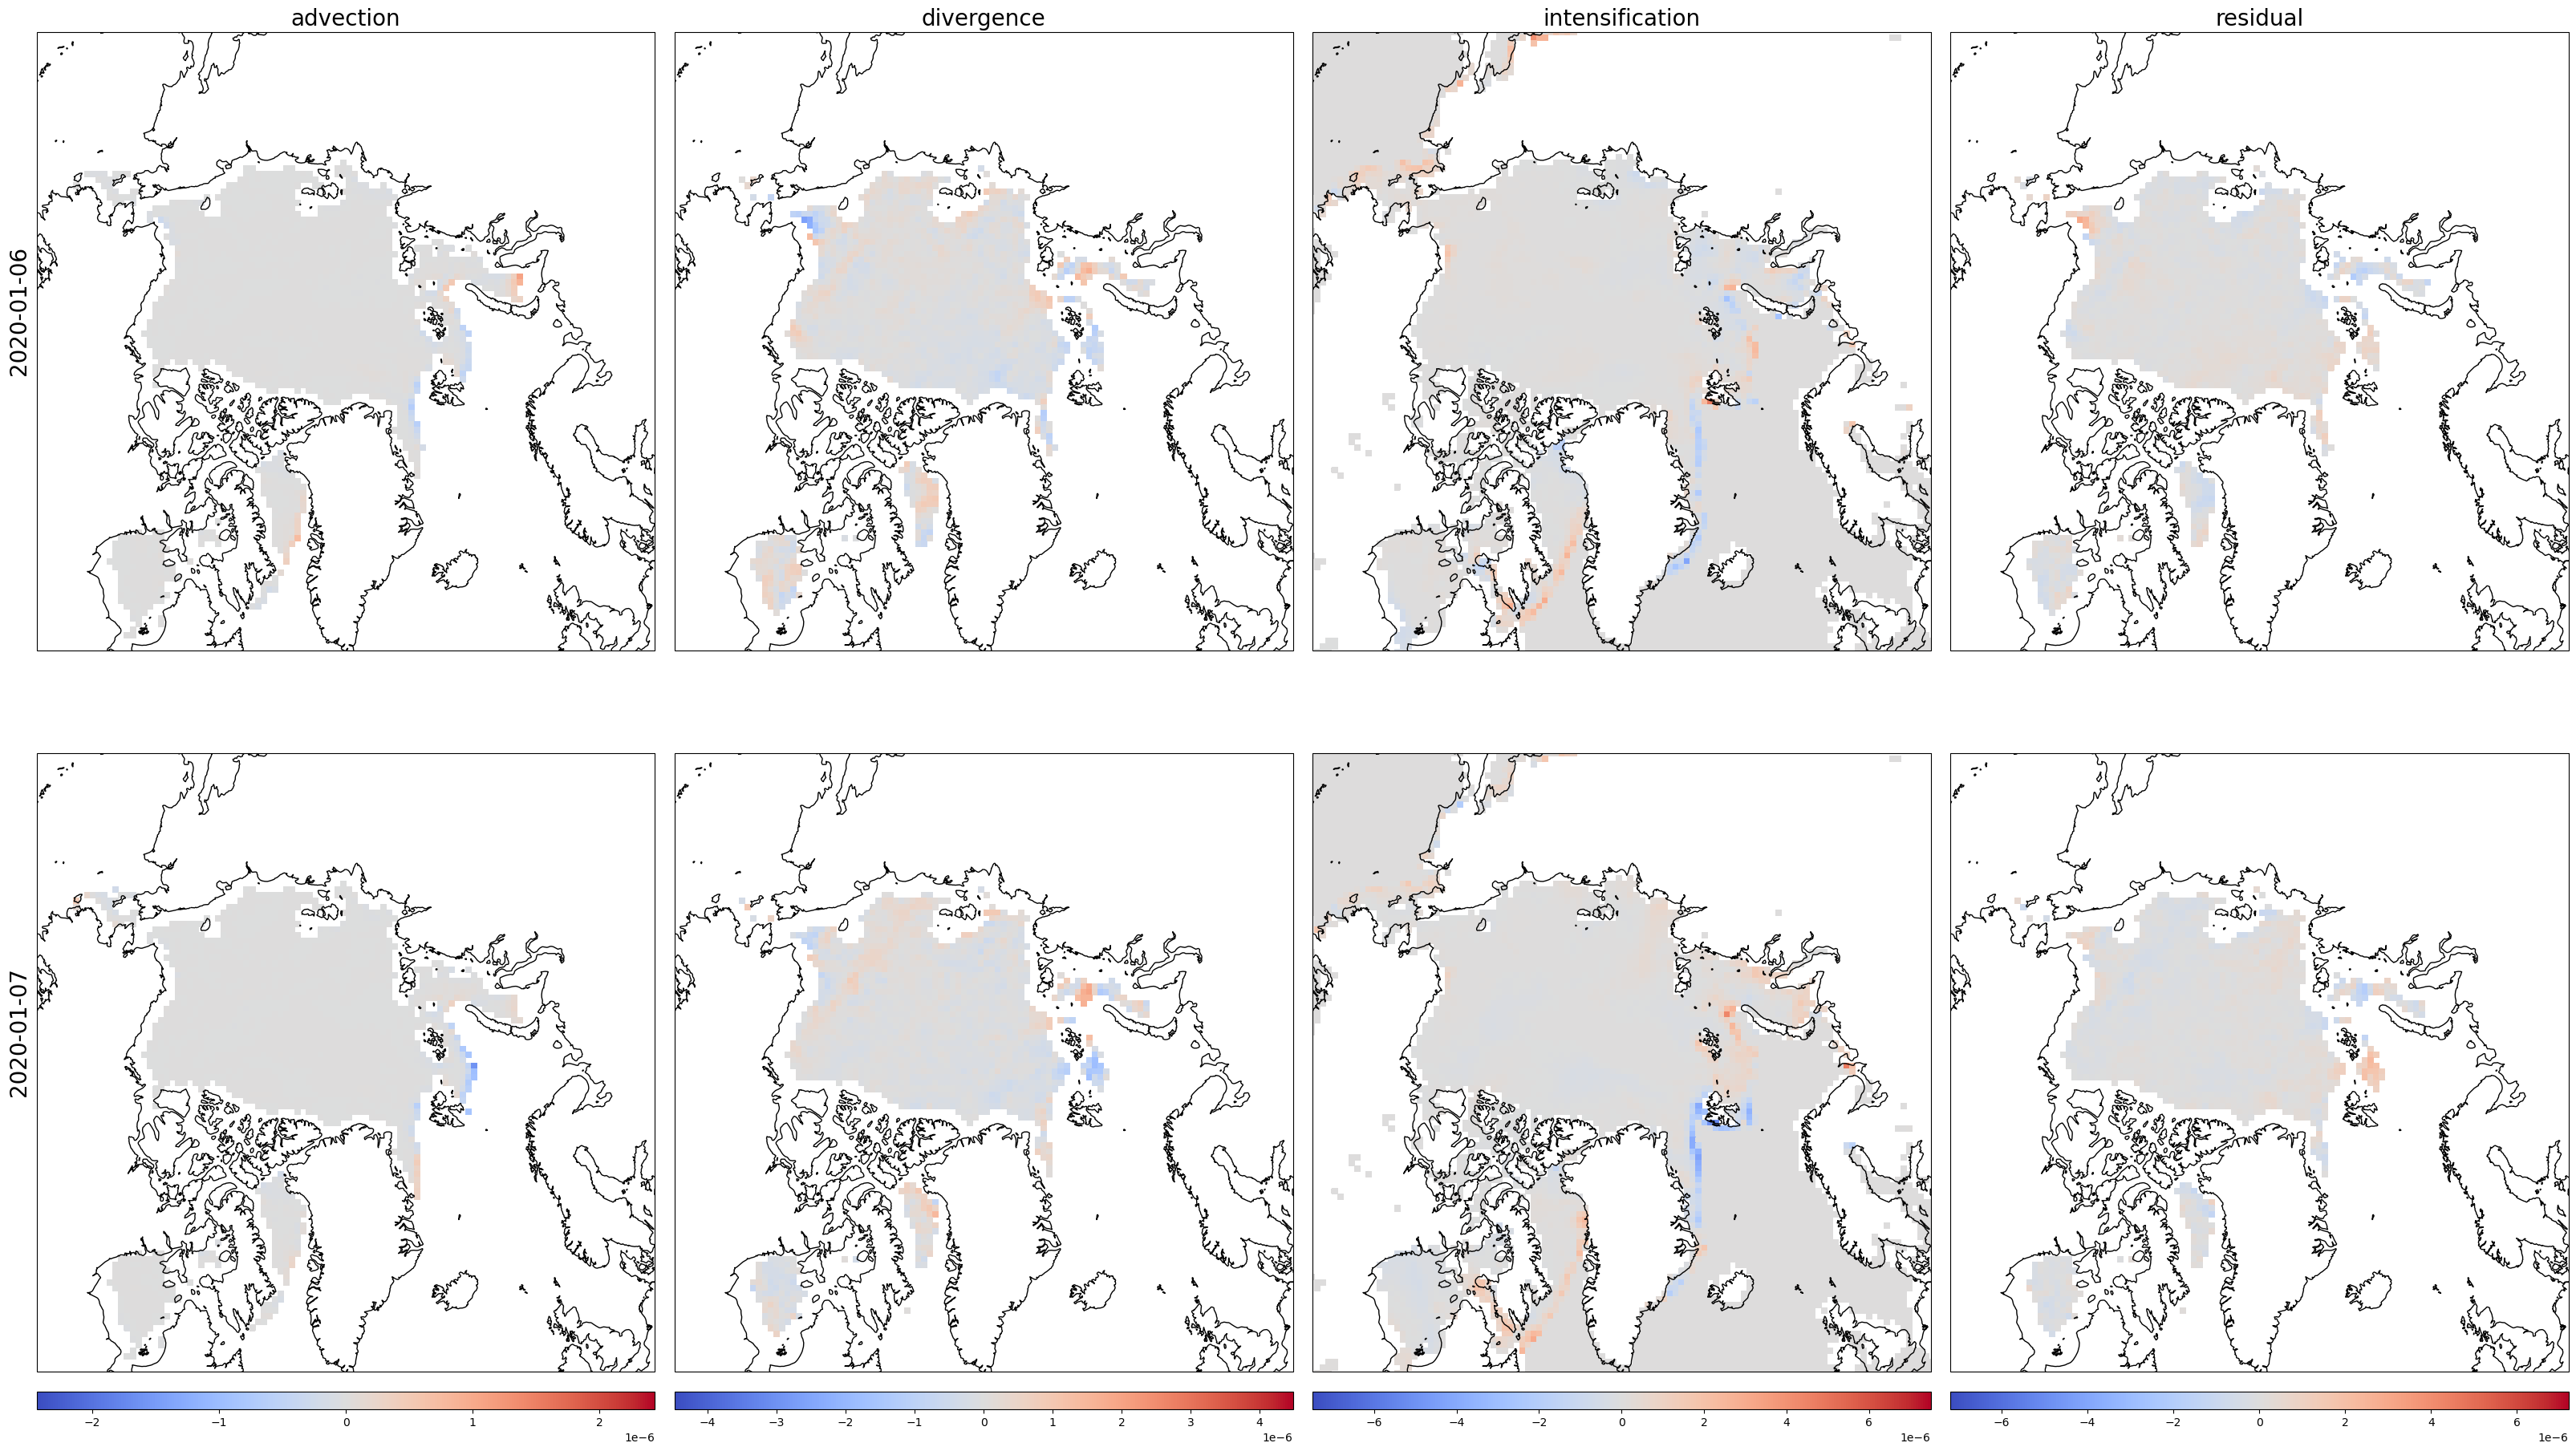 advection divergence intensification residual
2020-01-06
2020-01-07
−2 −1 0 1 2 −4 −3 −2 −1 0 1 2 3 4 −6 −4 −2 0 2 4 6 −6 −4 −2 0 2 4 6
1e−6 1e−6 1e−6 1e−6